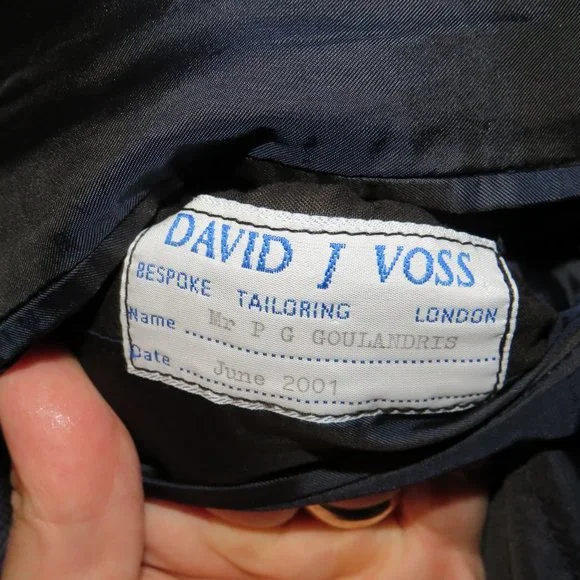 DAVID J VOSS
BESPOKE TAILORING LONDON
Name Mr P G GOULANDRIS
Date June 2001